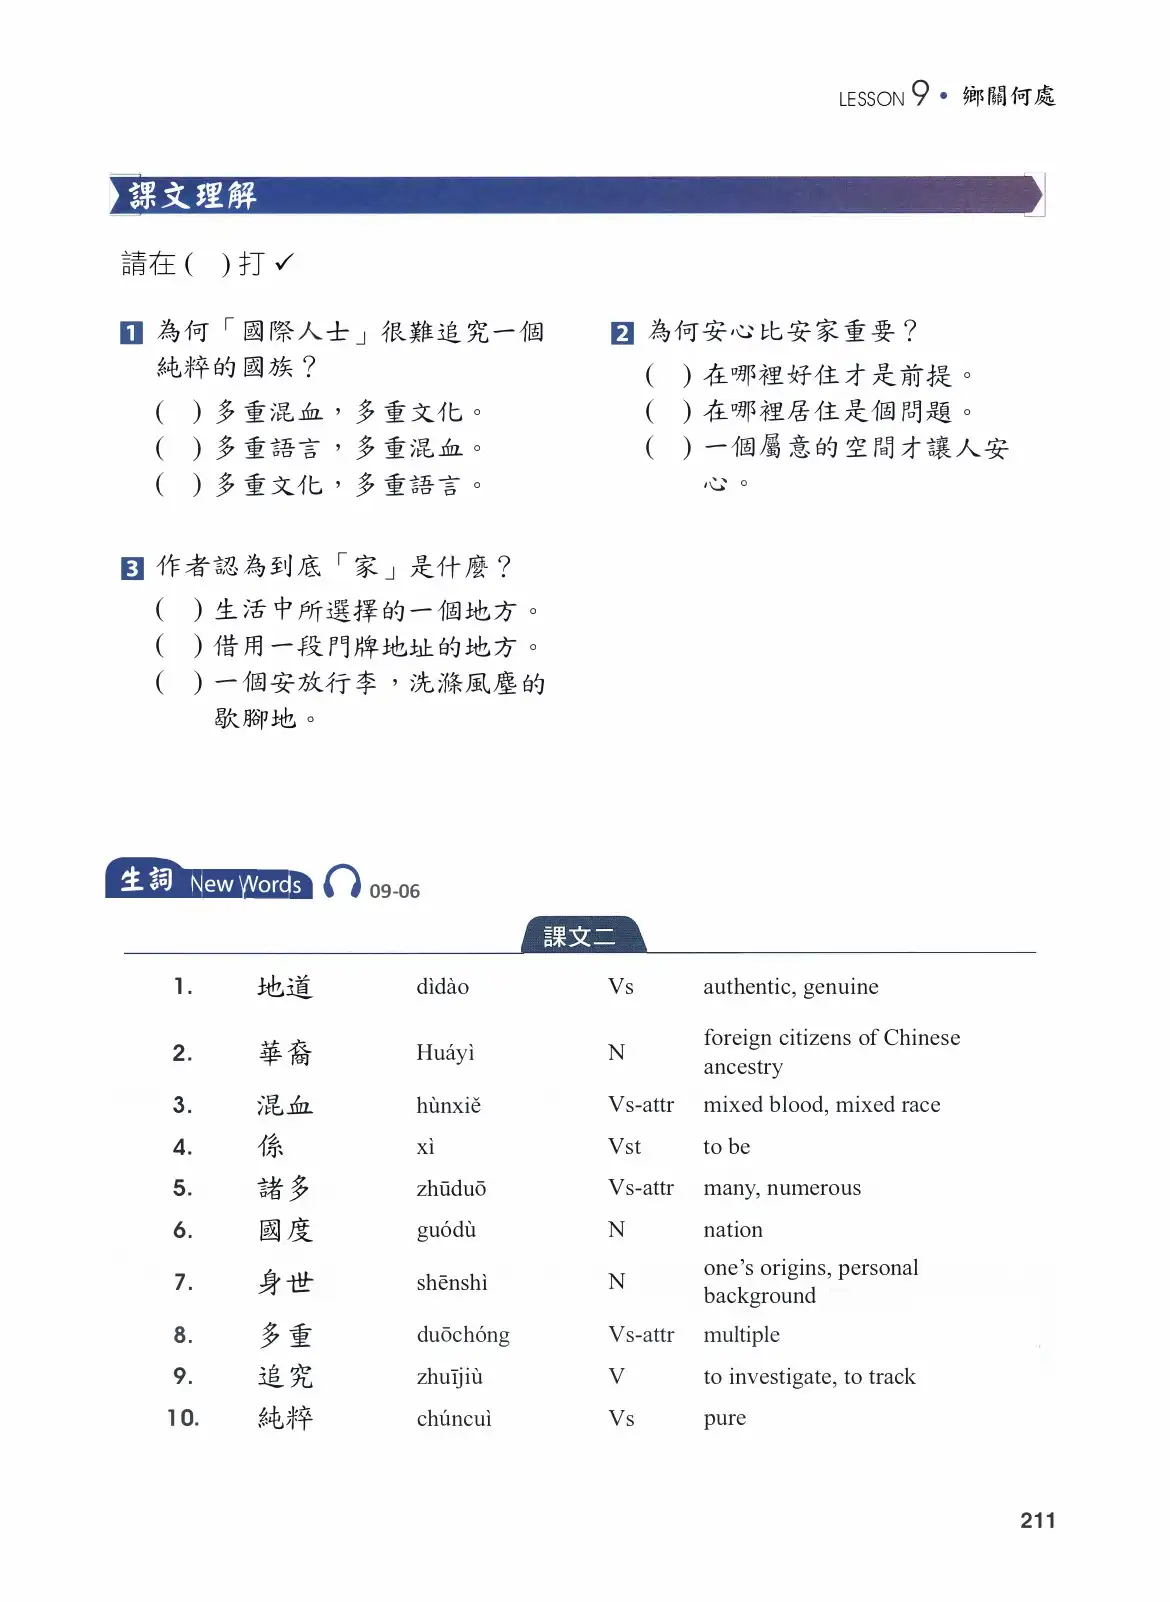 LESSON 9 • 鄉關何處
課文理解
請在 (  ) 打 ✓
1 為何「國際人士」很難追究一個
純粹的國族？
(  ) 多重混血，多重文化。
(  ) 多重語言，多重混血。
(  ) 多重文化，多重語言。
2 為何安心比安家重要？
(  ) 在哪裡好住才是前提。
(  ) 在哪裡居住是個問題。
(  ) 一個屬意的空間才讓人安
心。
3 作者認為到底「家」是什麼？
(  ) 生活中所選擇的一個地方。
(  ) 借用一段門牌地址的地方。
(  ) 一個安放行李，洗滌風塵的
歇腳地。
生詞 New Words 09-06
課文二
1. 地道 dìdào Vs authentic, genuine
2. 華裔 Huáyì N foreign citizens of Chinese
ancestry
3. 混血 hùnxiě Vs-attr mixed blood, mixed race
4. 係 xì Vst to be
5. 諸多 zhūduō Vs-attr many, numerous
6. 國度 guódù N nation
7. 身世 shēnshì N one's origins, personal
background
8. 多重 duōchóng Vs-attr multiple
9. 追究 zhuījiù V to investigate, to track
10. 純粹 chúncuì Vs pure
211